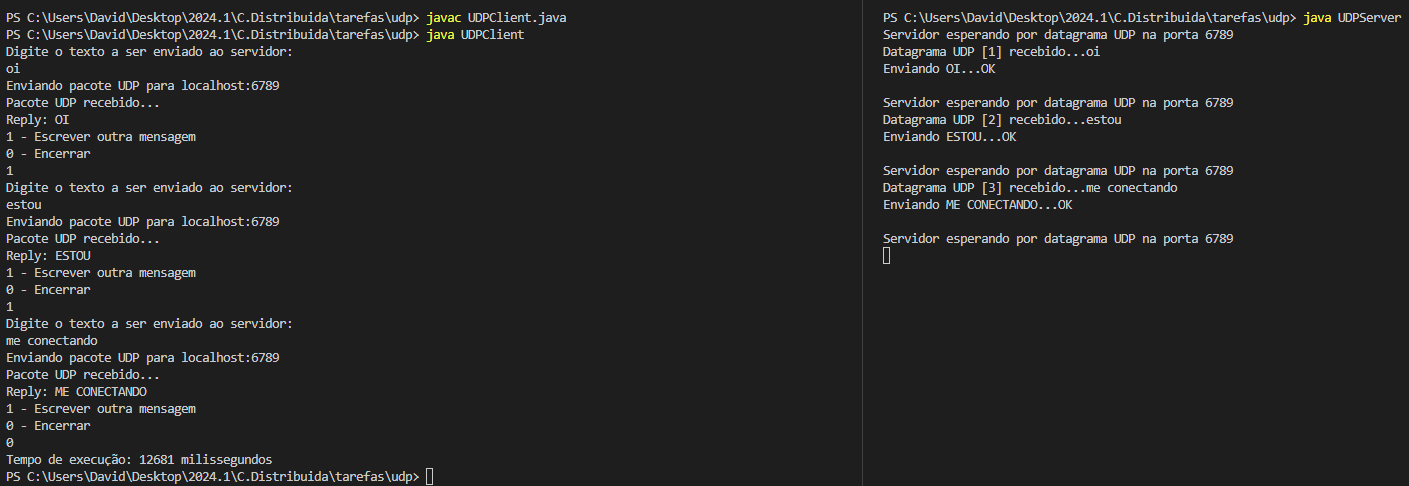 PS C:\Users\David\Desktop\2024.1\C.Distribuida\tarefas\udp> javac UDPClient.java
PS C:\Users\David\Desktop\2024.1\C.Distribuida\tarefas\udp> java UDPClient
Digite o texto a ser enviado ao servidor:
oi
Enviando pacote UDP para localhost:6789
Pacote UDP recebido...
Reply: OI
1 - Escrever outra mensagem
0 - Encerrar
1
Digite o texto a ser enviado ao servidor:
estou
Enviando pacote UDP para localhost:6789
Pacote UDP recebido...
Reply: ESTOU
1 - Escrever outra mensagem
0 - Encerrar
1
Digite o texto a ser enviado ao servidor:
me conectando
Enviando pacote UDP para localhost:6789
Pacote UDP recebido...
Reply: ME CONECTANDO
1 - Escrever outra mensagem
0 - Encerrar
0
Tempo de execução: 12681 milissegundos
PS C:\Users\David\Desktop\2024.1\C.Distribuida\tarefas\udp>
PS C:\Users\David\Desktop\2024.1\C.Distribuida\tarefas\udp> java UDPServer
Servidor esperando por datagrama UDP na porta 6789
Datagrama UDP [1] recebido...oi
Enviando OI...OK
Servidor esperando por datagrama UDP na porta 6789
Datagrama UDP [2] recebido...estou
Enviando ESTOU...OK
Servidor esperando por datagrama UDP na porta 6789
Datagrama UDP [3] recebido...me conectando
Enviando ME CONECTANDO...OK
Servidor esperando por datagrama UDP na porta 6789